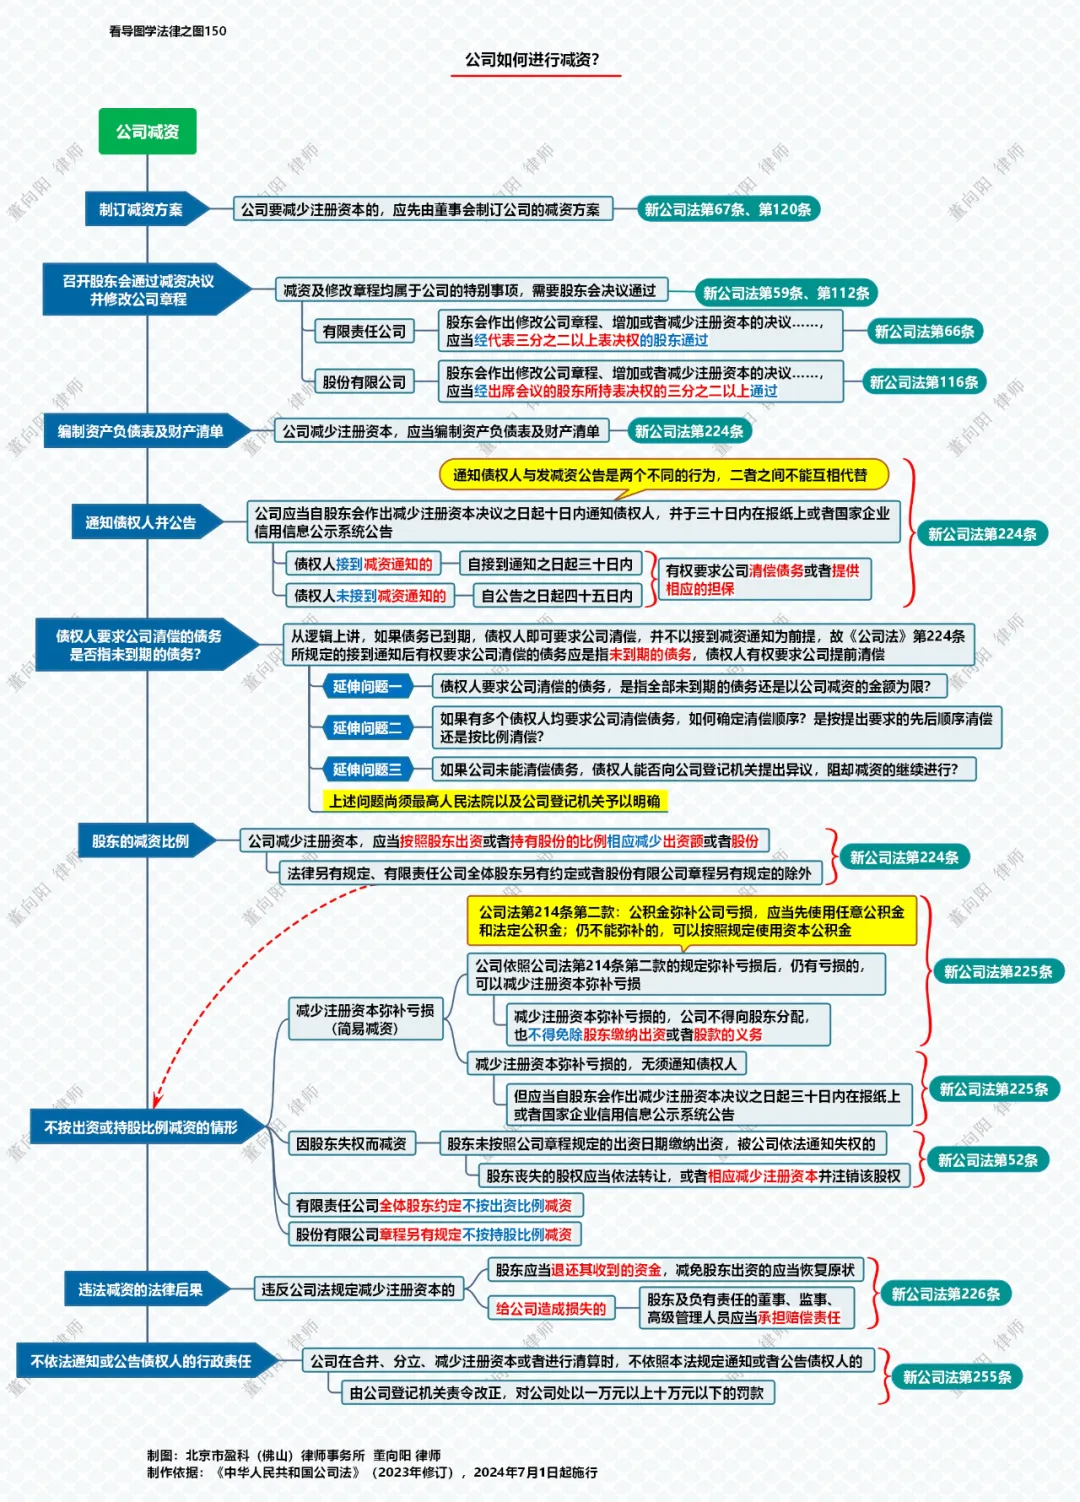 看导图学法律之图150
公司如何进行减资?
公司减资
制订减资方案
公司要减少注册资本的，应先由董事会制订公司的减资方案
新公司法第67条、第120条
召开股东会通过减资决议
并修改公司章程
减资及修改章程均属于公司的特别事项，需要股东会决议通过
新公司法第59条、第112条
有限责任公司
股东会作出修改公司章程、增加或者减少注册资本的决议……，
应当经代表三分之二以上表决权的股东通过
新公司法第66条
股份有限公司
股东会作出修改公司章程、增加或者减少注册资本的决议……，
应当经出席会议的股东所持表决权的三分之二以上通过
新公司法第116条
编制资产负债表及财产清单
公司减少注册资本，应当编制资产负债表及财产清单
新公司法第224条
通知债权人与发减资公告是两个不同的行为，二者之间不能互相代替
通知债权人并公告
公司应当自股东会作出减少注册资本决议之日起十日内通知债权人，并于三十日内在报纸上或者国家企业
信用信息公示系统公告
新公司法第224条
债权人接到减资通知的
自接到通知之日起三十日内
债权人未接到减资通知的
自公告之日起四十五日内
有权要求公司清偿债务或者提供
相应的担保
债权人要求公司清偿的债务
是否指未到期的债务?
从逻辑上讲，如果债务已到期，债权人即可要求公司清偿，并不以接到减资通知为前提，故《公司法》第224条
所规定的接到通知后有权要求公司清偿的债务应是指未到期的债务，债权人有权要求公司提前清偿
延伸问题一
债权人要求公司清偿的债务，是指全部未到期的债务还是以公司减资的金额为限?
延伸问题二
如果有多个债权人均要求公司清偿债务，如何确定清偿顺序? 是按提出要求的先后顺序清偿
还是按比例清偿?
延伸问题三
如果公司未能清偿债务，债权人能否向公司登记机关提出异议，阻却减资的继续进行?
上述问题尚须最高人民法院以及公司登记机关予以明确
股东的减资比例
公司减少注册资本，应当按照股东出资或者持有股份的比例相应减少出资额或者股份
法律另有规定、有限责任公司全体股东另有约定或者股份有限公司章程另有规定的除外
新公司法第224条
公司法第214条第二款：公积金弥补公司亏损，应当先使用任意公积金
和法定公积金；仍不能弥补的，可以按照规定使用资本公积金
公司依照公司法第214条第二款的规定弥补亏损后，仍有亏损的，
可以减少注册资本弥补亏损
新公司法第225条
减少注册资本弥补亏损
（简易减资）
减少注册资本弥补亏损的，公司不得向股东分配，
也不得免除股东缴纳出资或者股款的义务
减少注册资本弥补亏损的，无须通知债权人
但应当自股东会作出减少注册资本决议之日起三十日内在报纸上
或者国家企业信用信息公示系统公告
新公司法第225条
不按出资或持股比例减资的情形
因股东失权而减资
股东未按照公司章程规定的出资日期缴纳出资，被公司依法通知失权的
股东丧失的股权应当依法转让，或者相应减少注册资本并注销该股权
新公司法第52条
有限责任公司全体股东约定不按出资比例减资
股份有限公司章程另有规定不按持股比例减资
违法减资的法律后果
违反公司法规定减少注册资本的
股东应当退还其收到的资金，减免股东出资的应当恢复原状
给公司造成损失的
股东及负有责任的董事、监事、
高级管理人员应当承担赔偿责任
新公司法第226条
不依法通知或公告债权人的行政责任
公司在合并、分立、减少注册资本或者进行清算时，不依照本法规定通知或者公告债权人的
由公司登记机关责令改正，对公司处以一万元以上十万元以下的罚款
新公司法第255条
制图：北京市盈科（佛山）律师事务所 董向阳 律师
制作依据：《中华人民共和国公司法》（2023年修订），2024年7月1日起施行
董向阳 律师